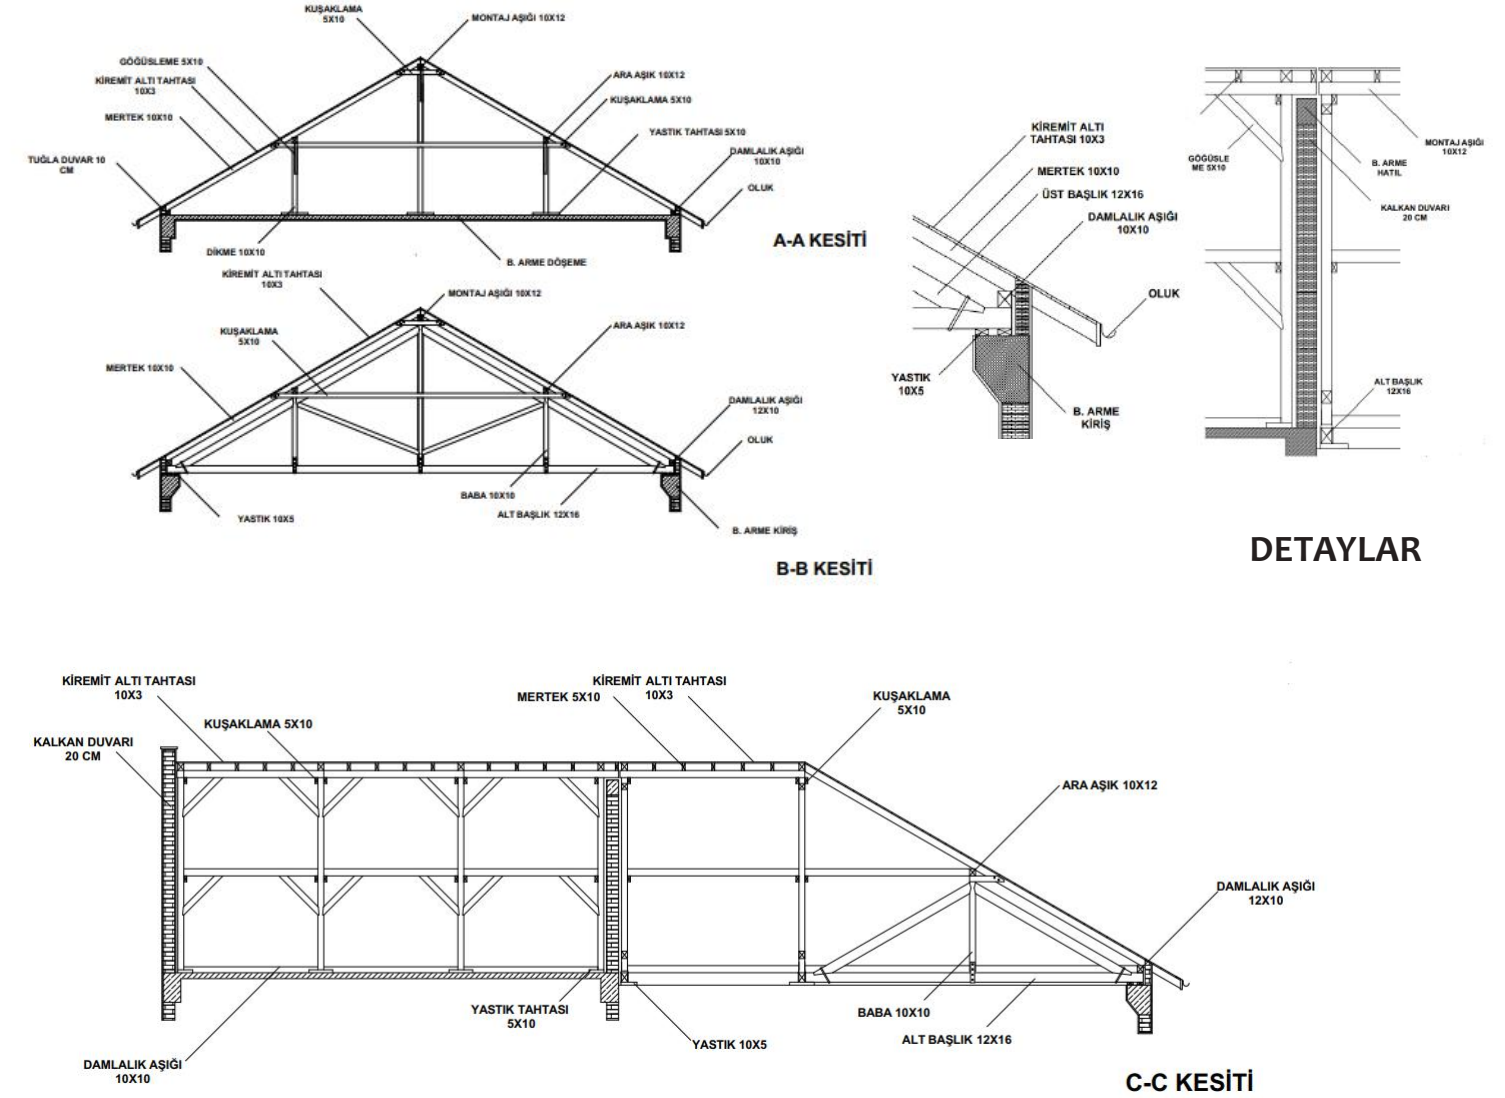 KUŞAKLAMA
5X10
MONTAJ AŞIĞI 10X12
GÖĞÜSLEME 5X10
KİREMİT ALTI TAHTASI
10X3
MERTEK 10X10
TUĞLA DUVAR 10
CM
ARA AŞIK 10X12
KUŞAKLAMA 5X10
YASTIK TAHTASI 5X10
DAMLALIK AŞIĞI
10X10
OLUK
DİKME 10X10
B. ARME DÖŞEME
A-A KESİTİ
KİREMİT ALTI TAHTASI
10X3
MONTAJ AŞIĞI 10X12
KUŞAKLAMA
5X10
ARA AŞIK 10X12
MERTEK 10X10
DAMLALIK AŞIĞI
12X10
OLUK
BABA 10X10
ALT BAŞLIK 12X16
YASTIK 10X5
B. ARME KİRİŞ
B-B KESİTİ
KİREMİT ALTI
TAHTASI 10X3
MERTEK 10X10
ÜST BAŞLIK 12X16
DAMLALIK AŞIĞI
10X10
OLUK
YASTIK
10X5
B. ARME
KİRİŞ
GÖĞÜSLE
ME 5X10
MONTAJ AŞIĞI
10X12
B. ARME
HATIL
KALKAN DUVARI
20 CM
ALT BAŞLIK
12X16
DETAYLAR
KİREMİT ALTI TAHTASI
10X3
KUŞAKLAMA 5X10
KALKAN DUVARI
20 CM
MERTEK 5X10
KİREMİT ALTI TAHTASI
10X3
KUŞAKLAMA
5X10
ARA AŞIK 10X12
DAMLALIK AŞIĞI
12X10
YASTIK TAHTASI
5X10
BABA 10X10
ALT BAŞLIK 12X16
YASTIK 10X5
DAMLALIK AŞIĞI
10X10
C-C KESİTİ